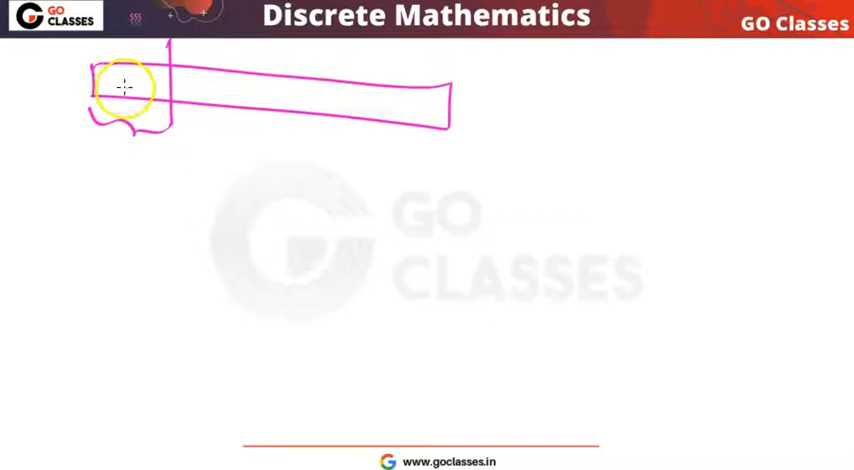 GO
CLASSES
Discrete Mathematics
GO Classes
GO
CLASSES
www.goclasses.in